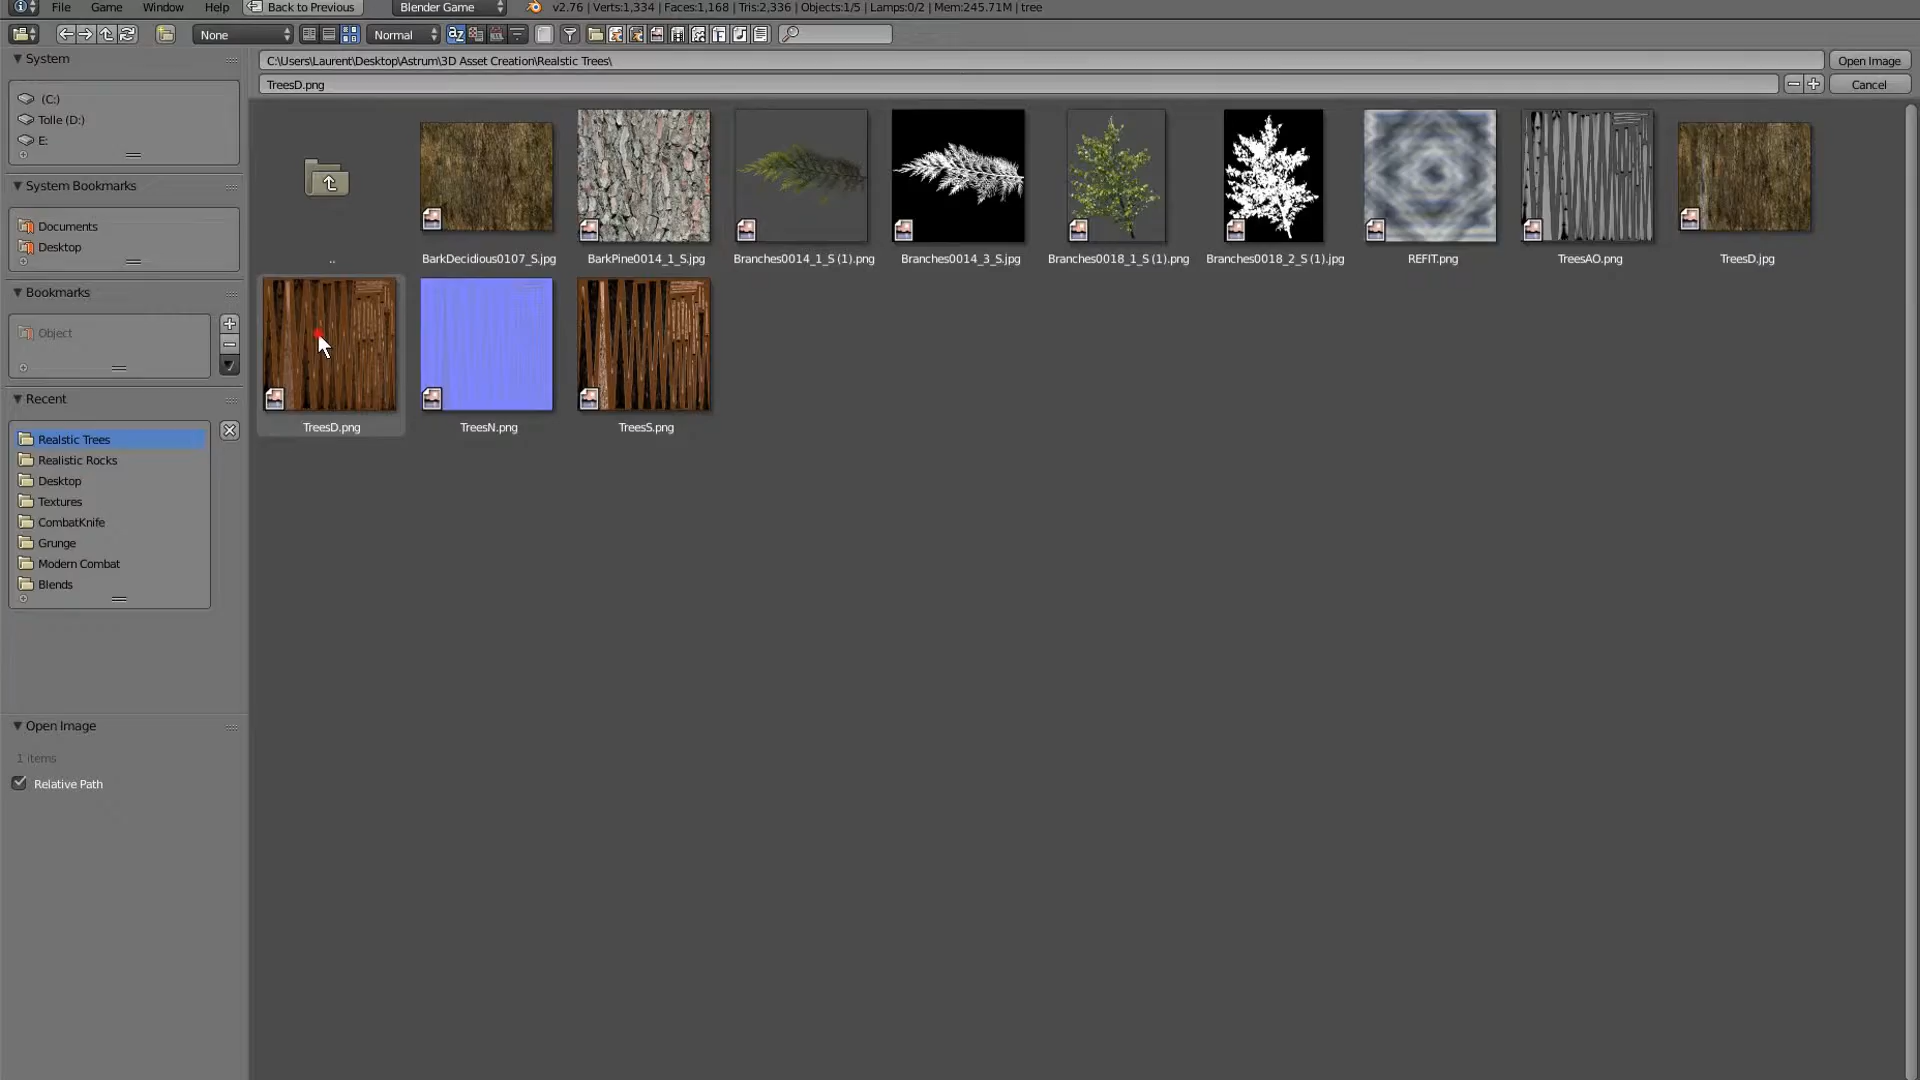 File Game Window Help Back to Previous Blender Game v2.76 | Verts:1,334 | Faces:1,168 | Tris:2,336 | Objects:1/5 | Lamps:0/2 | Mem:245.71M | tree
None Normal
System
C:\Users\Laurent\Desktop\Astrum\3D Asset Creation\Realstic Trees\ Open Image
TreesD.png Cancel
(C:)
Tolle (D:)
E:
System Bookmarks
Documents
Desktop
Bookmarks
Object
Recent
Realstic Trees
Realistic Rocks
Desktop
Textures
CombatKnife
Grunge
Modern Combat
Blends
Open Image
1 items
Relative Path
.. BarkDecidious0107_S.jpg BarkPine0014_1_S.jpg Branches0014_1_S (1).png Branches0014_3_S.jpg Branches0018_1_S (1).png Branches0018_2_S (1).jpg REFIT.png TreesAO.png TreesD.jpg
TreesD.png TreesN.png TreesS.png